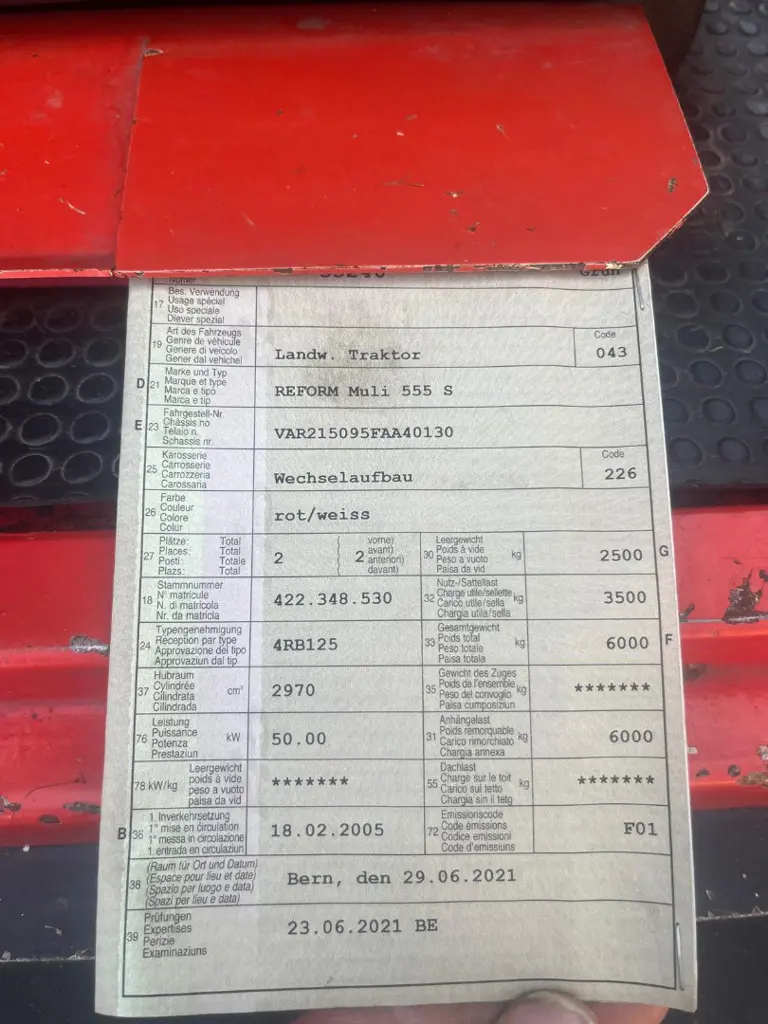 Grün
17 Bes. Verwendung
Usage spécial
Uso speciale
Diever spezial
19 Art des Fahrzeugs
Genre de véhicule
Genere di veicolo
Gener dal vehichel
Landw. Traktor
Code
043
D 21 Marke und Typ
Marque et type
Marca e tipo
Marca e tip
REFORM Muli 555 S
E 23 Fahrgestell-Nr.
Châssis no
Telaio n.
Schassis nr.
VAR215095FAA40130
25 Karosserie
Carrosserie
Carrozzeria
Carossaria
Wechselaufbau
Code
226
26 Farbe
Couleur
Colore
Colur
rot/weiss
27 Plätze: Total
Places: Total
Posti : Totale
Plazs: Total
2
( vorne)
2 avant)
( anteriori)
davant)
30 Leergewicht
Poids à vide
Peso a vuoto
Paisa da vid
kg
2500 G
18 Stammnummer
N° matricule
N. di matricola
Nr. da matricla
422.348.530
32 Nutz-/Sattellast
Charge utile/sellette
Carico utile/sella
Chargia utila/sella
kg
3500
24 Typengenehmigung
Réception par type
Approvazione del tipo
Approvaziun dal tip
4RB125
33 Gesamtgewicht
Poids total
Peso totale
Paisa totala
kg
6000 F
37 Hubraum
Cylindrée
Cilindrata
Cilindrada
cm³
2970
35 Gewicht des Zuges
Poids de l'ensemble
Peso del convoglio
Paisa cumposiziun
kg
*******
76 Leistung
Puissance
Potenza
Prestaziun
kW
50.00
31 Anhängelast
Poids remorquable
Carico rimorchiato
Chargia annexa
kg
6000
78 kW/kg Leergewicht
poids à vide
peso a vuoto
paisa da vid
*******
55 Dachlast
Charge sur le toit
Carico sul tetto
Chargia sin il tetg
kg
*******
B 36 1. Inverkehrsetzung
1re mise en circulation
1a messa in circolazione
1. entrada en circulaziun
18.02.2005
72 Emissionscode
Code émissions
Codice emissioni
Code d'emissiuns
F01
38 (Raum für Ort und Datum)
(Espace pour lieu et date)
(Spazio per luogo e data)
(Spazi per lieu e data)
Bern, den 29.06.2021
39 Prüfungen
Expertises
Perizie
Examinaziuns
23.06.2021 BE